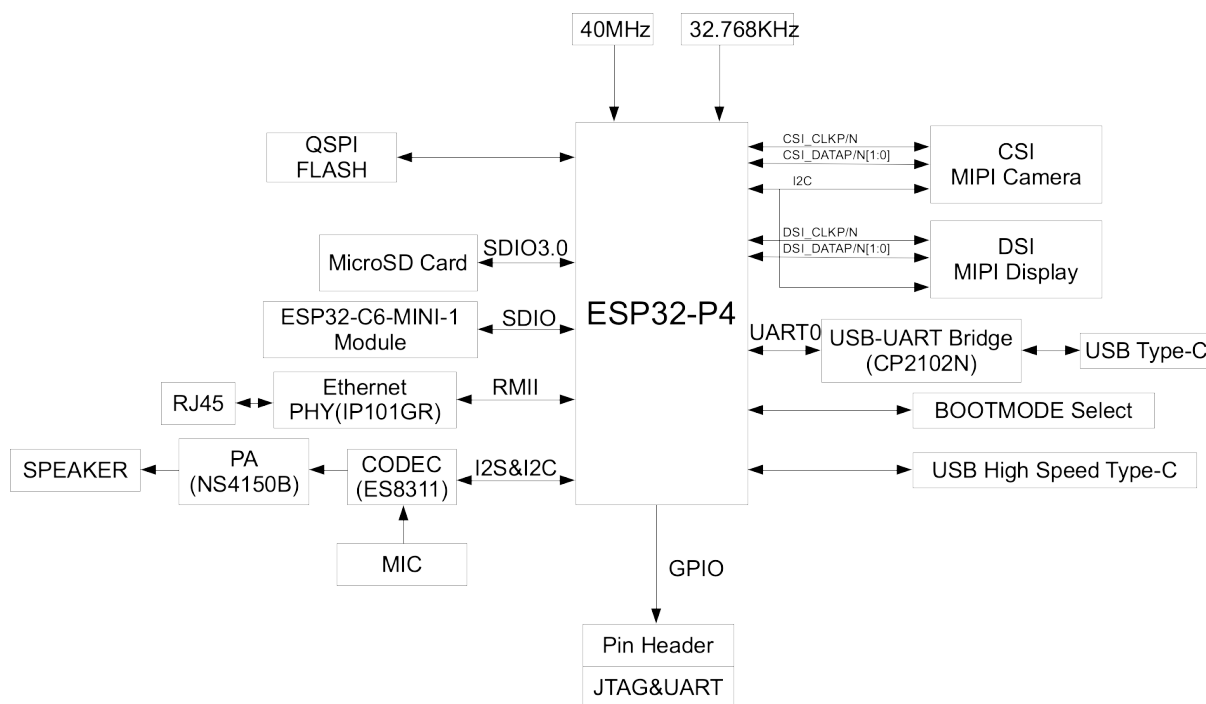 40MHz
32.768KHz
QSPI
FLASH
CSI_CLKP/N
CSI_DATAP/N[1:0]
I2C
CSI
MIPI Camera
MicroSD Card
SDIO3.0
DSI_CLKP/N
DSI_DATAP/N[1:0]
DSI
MIPI Display
ESP32-P4
ESP32-C6-MINI-1
Module
SDIO
UART0
USB-UART Bridge
(CP2102N)
USB Type-C
RJ45
Ethernet
PHY(IP101GR)
RMII
BOOTMODE Select
SPEAKER
PA
(NS4150B)
CODEC
(ES8311)
I2S&I2C
USB High Speed Type-C
MIC
GPIO
Pin Header
JTAG&UART